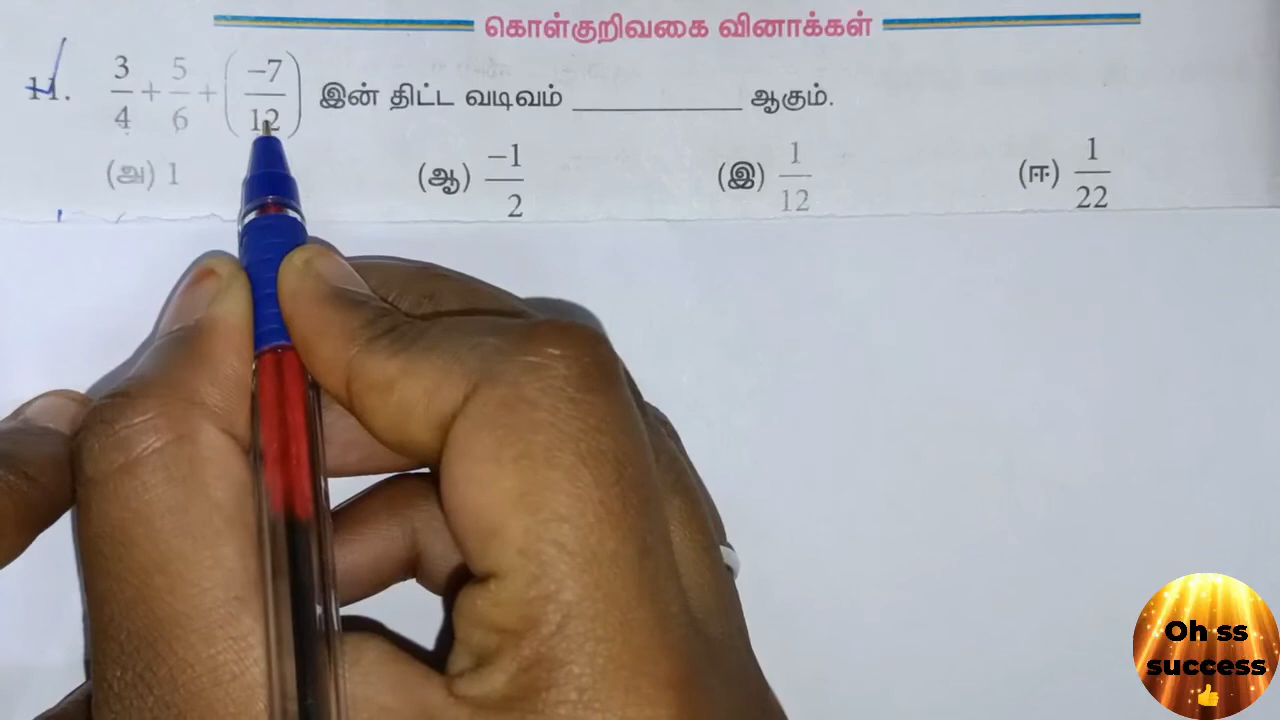 கொள்குறிவகை வினாக்கள்
11. 3/4 + 5/6 + (-7/12) இன் திட்ட வடிவம் ____________ ஆகும்.
(அ) 1 (ஆ) -1/2 (இ) 1/12 (ஈ) 1/22
Oh ss
success